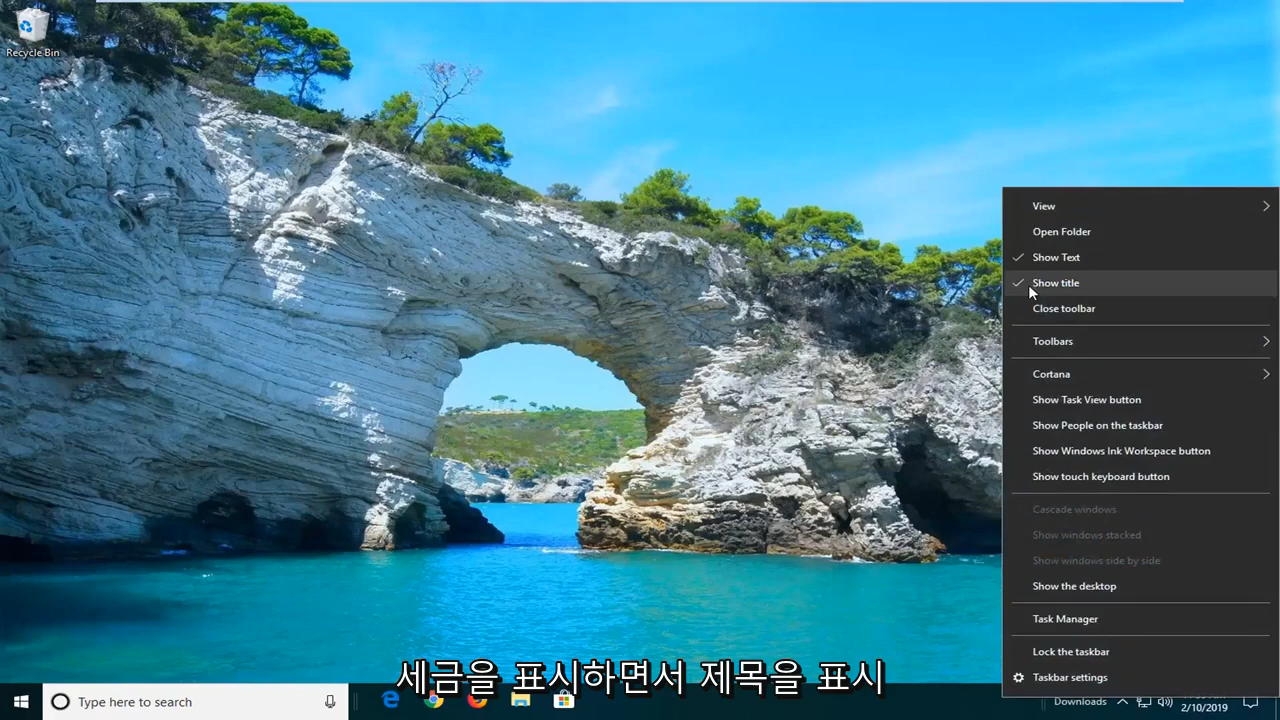 Recycle Bin
View
Open Folder
Show Text
Show title
Close toolbar
Toolbars
Cortana
Show Task View button
Show People on the taskbar
Show Windows Ink Workspace button
Show touch keyboard button
Cascade windows
Show windows stacked
Show windows side by side
Show the desktop
Task Manager
Lock the taskbar
Taskbar settings
세금을 표시하면서 제목을 표시
Type here to search
Downloads
2/10/2019